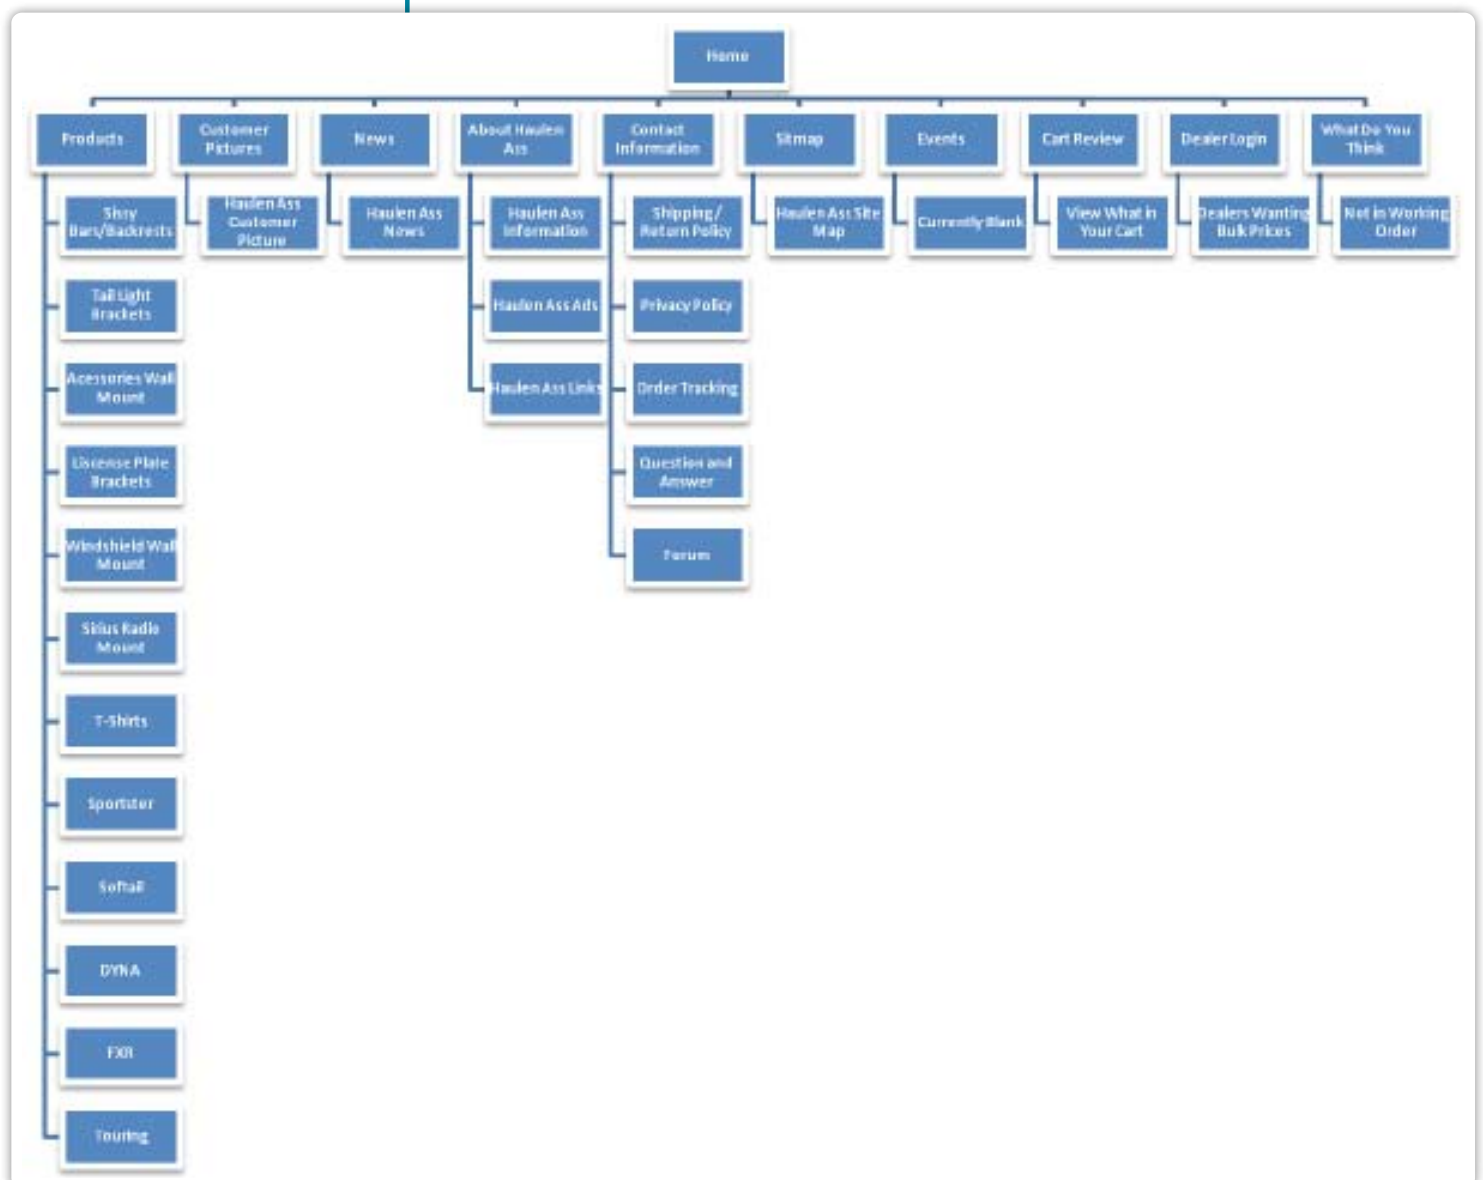 Home
Products
Customer
Pictures
News
About Haulen
Ass
Contact
Information
Sitmap
Events
Cart Review
Dealer Login
What Do You
Think
Sissy
Bars/Backrests
Haulen Ass
Customer
Picture
Haulen Ass
News
Haulen Ass
Information
Shipping/
Return Policy
Haulen Ass Site
Map
Currently Blank
View What in
Your Cart
Dealers Wanting
Bulk Prices
Not in Working
Order
Tail Light
Brackets
Haulen Ass Ads
Privacy Policy
Acessories Wall
Mount
Haulen Ass Links
Order Tracking
Liscense Plate
Brackets
Question and
Answer
Windshield Wall
Mount
Forum
Sirius Radio
Mount
T-Shirts
Sportster
Softail
DYNA
FXR
Touring